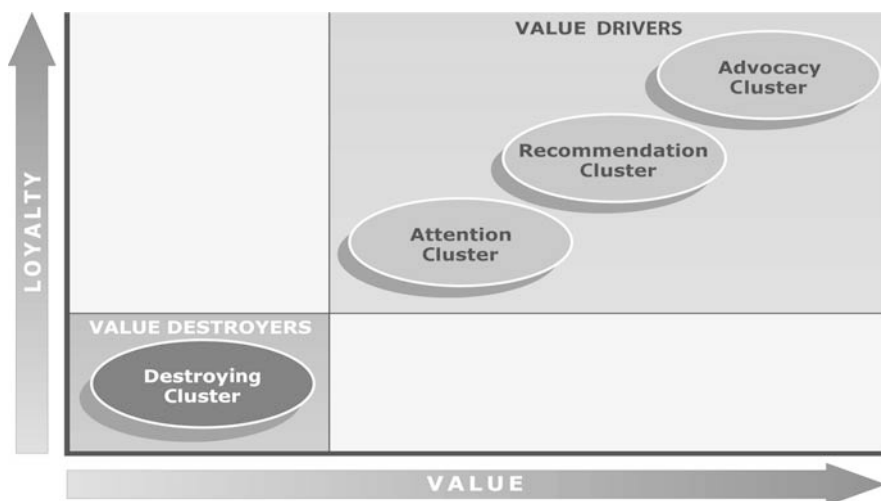 VALUE DRIVERS
Advocacy
Cluster
Recommendation
Cluster
Attention
Cluster
VALUE DESTROYERS
Destroying
Cluster
LOYALTY
VALUE